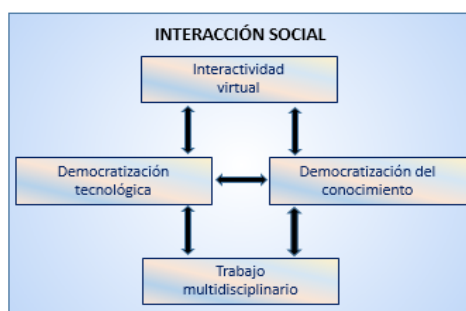 INTERACCIÓN SOCIAL
Interactividad
virtual
Democratización
tecnológica
Democratización del
conocimiento
Trabajo
multidisciplinario